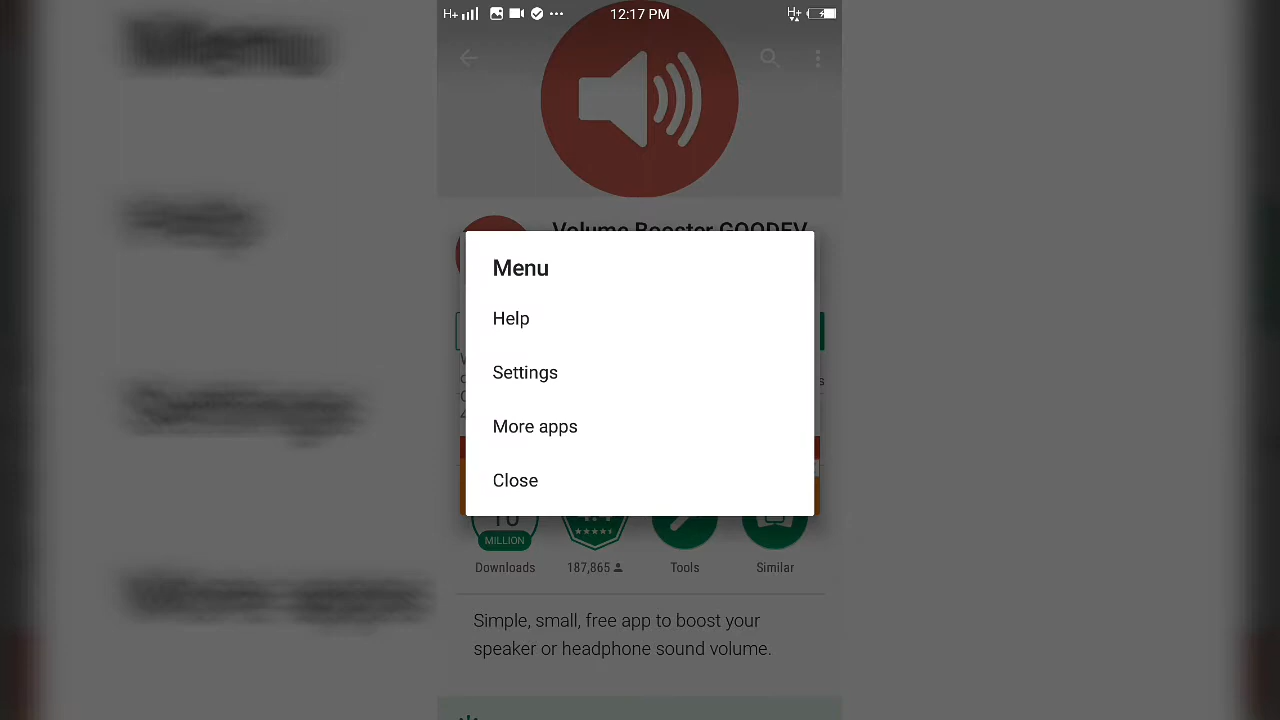 H+ 12:17 PM H+
Volume Booster GOODEV
Menu
Help
Settings
More apps
Close
10
MILLION
Downloads
187,865
Tools
Similar
Simple, small, free app to boost your
speaker or headphone sound volume.